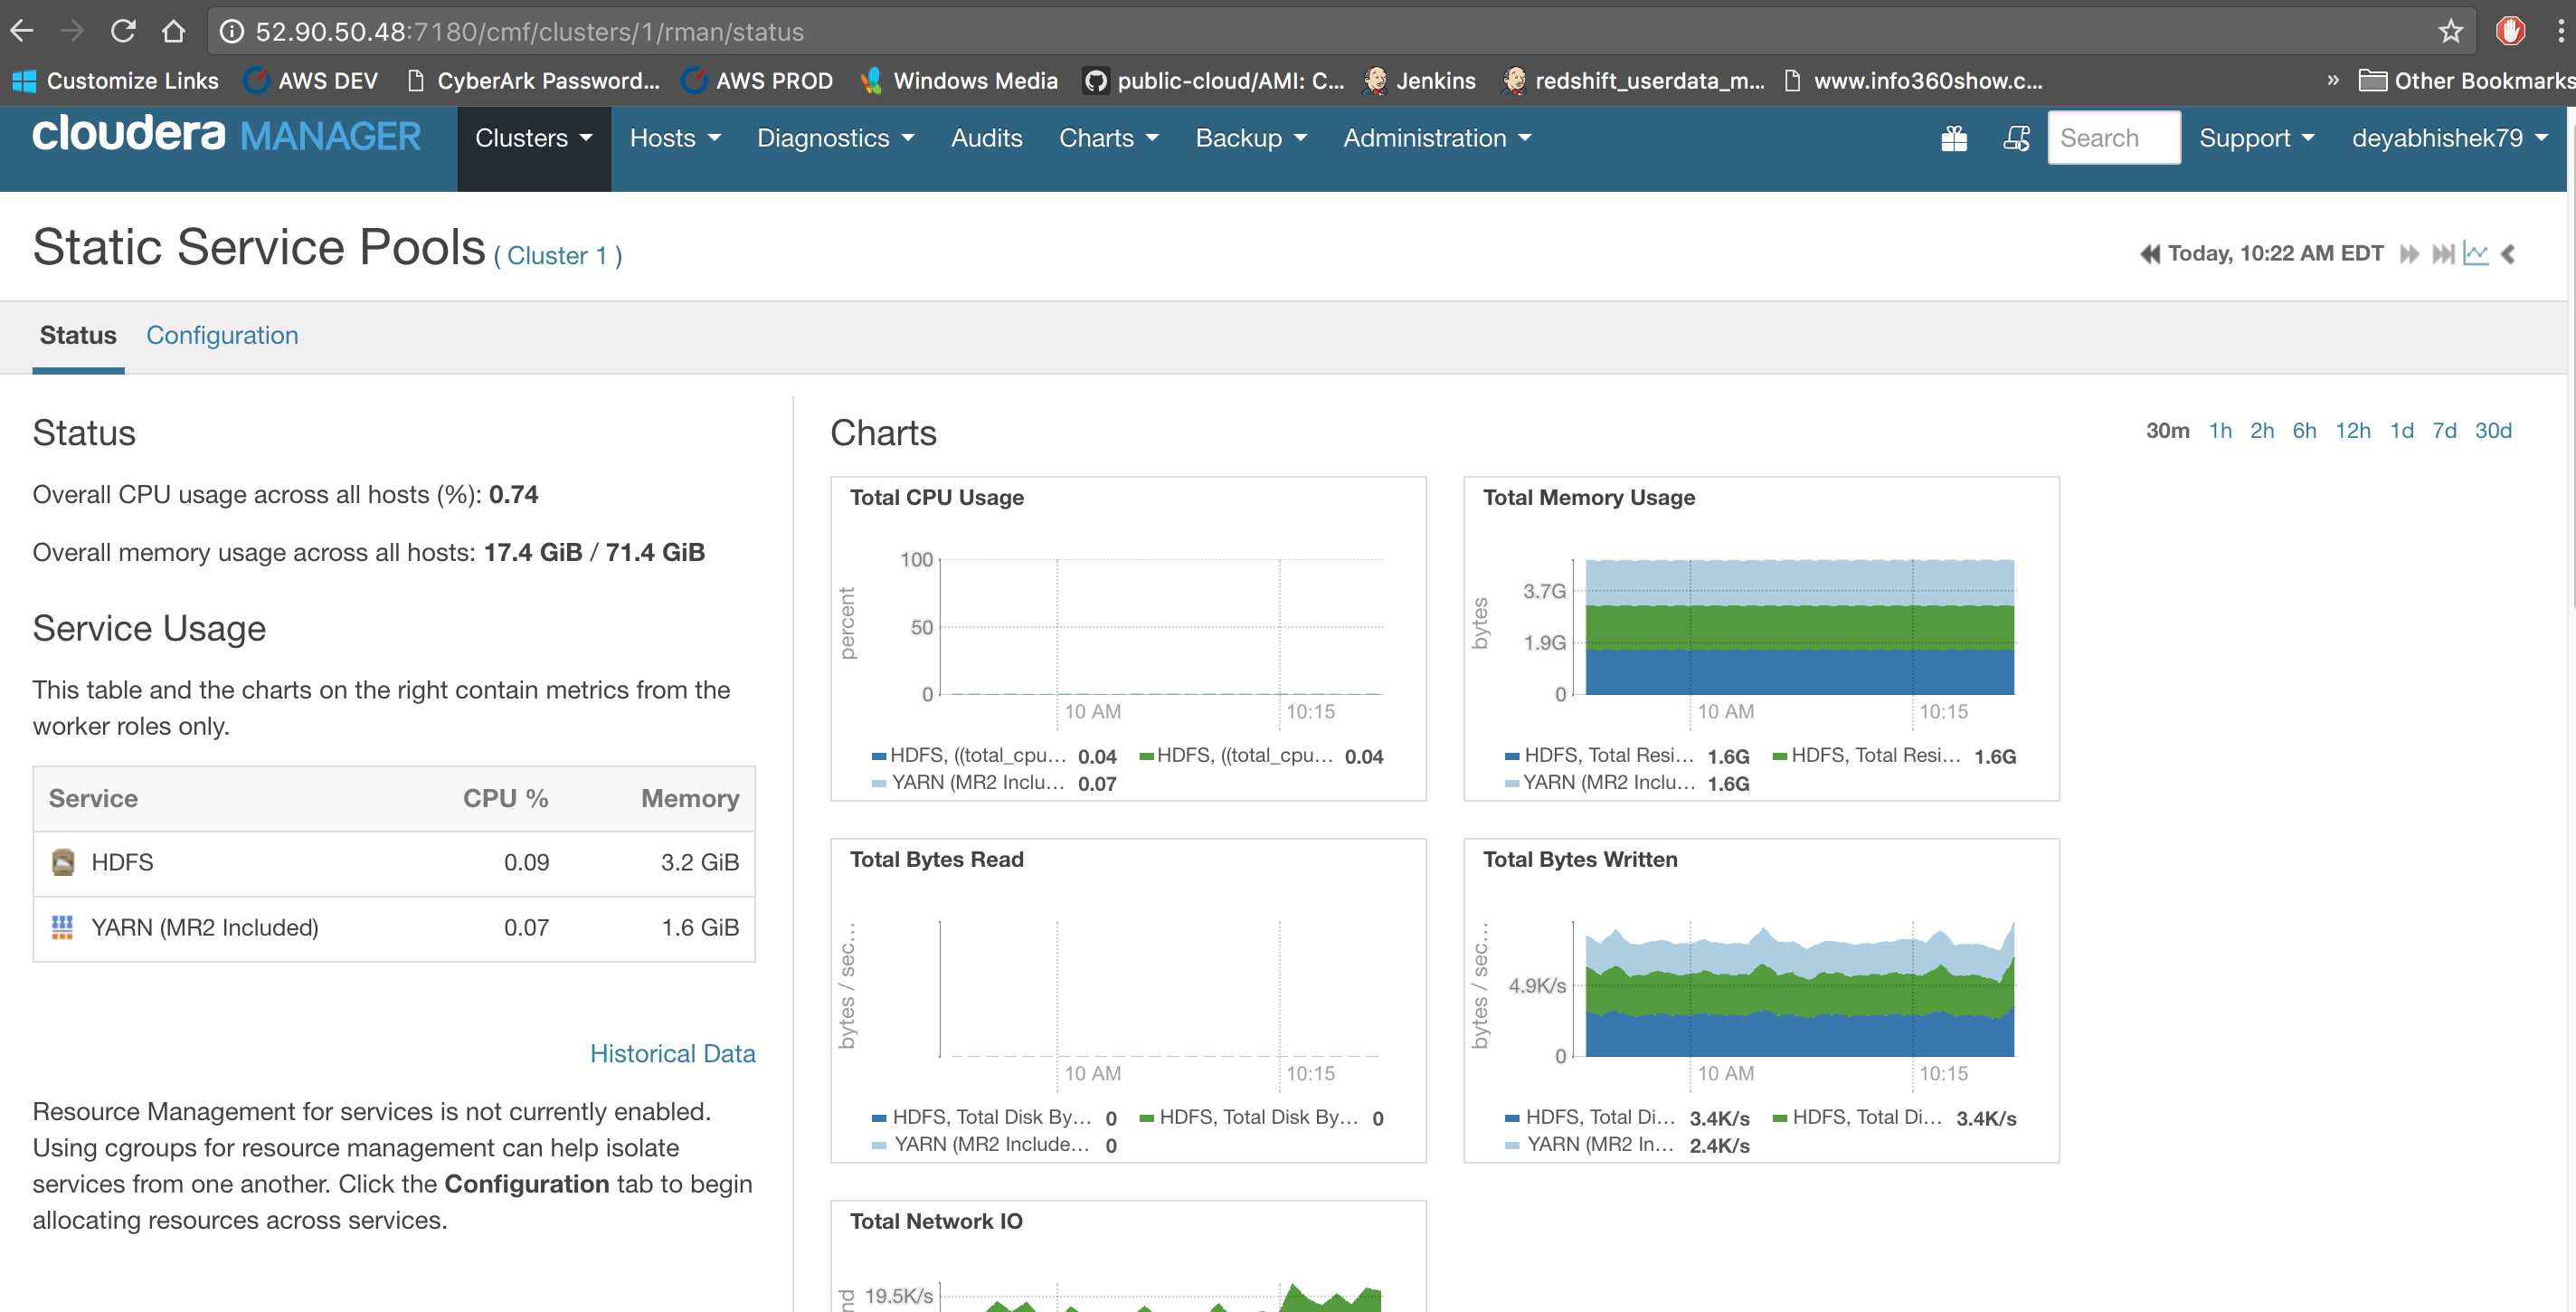 52.90.50.48:7180/cmf/clusters/1/rman/status
Customize Links AWS DEV CyberArk Password... AWS PROD Windows Media public-cloud/AMI: C... Jenkins redshift_userdata_m... www.info360show.c... » Other Bookmarks
cloudera MANAGER Clusters Hosts Diagnostics Audits Charts Backup Administration Search Support deyabhishek79
Static Service Pools ( Cluster 1 )
Today, 10:22 AM EDT
Status Configuration
Status
Overall CPU usage across all hosts (%): 0.74
Overall memory usage across all hosts: 17.4 GiB / 71.4 GiB
Service Usage
This table and the charts on the right contain metrics from the
worker roles only.
Service CPU % Memory
HDFS 0.09 3.2 GiB
YARN (MR2 Included) 0.07 1.6 GiB
Historical Data
Resource Management for services is not currently enabled.
Using cgroups for resource management can help isolate
services from one another. Click the Configuration tab to begin
allocating resources across services.
Charts
30m 1h 2h 6h 12h 1d 7d 30d
Total CPU Usage
percent
100
50
0
10 AM 10:15
HDFS, ((total_cpu... 0.04 HDFS, ((total_cpu... 0.04
YARN (MR2 Inclu... 0.07
Total Memory Usage
bytes
3.7G
1.9G
0
10 AM 10:15
HDFS, Total Resi... 1.6G HDFS, Total Resi... 1.6G
YARN (MR2 Inclu... 1.6G
Total Bytes Read
bytes / sec...
10 AM 10:15
HDFS, Total Disk By... 0 HDFS, Total Disk By... 0
YARN (MR2 Include... 0
Total Bytes Written
bytes / sec...
4.9K/s
0
10 AM 10:15
HDFS, Total Di... 3.4K/s HDFS, Total Di... 3.4K/s
YARN (MR2 In... 2.4K/s
Total Network IO
19.5K/s